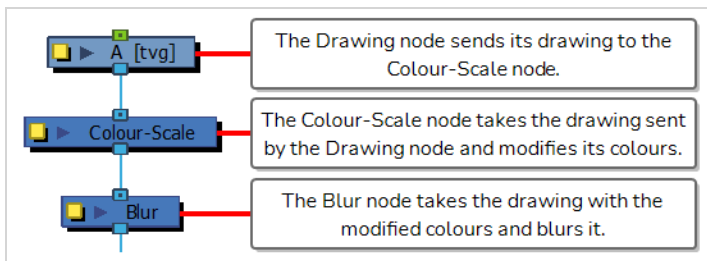 A [tvg]
The Drawing node sends its drawing to the
Colour-Scale node.
Colour-Scale
The Colour-Scale node takes the drawing sent
by the Drawing node and modifies its colours.
Blur
The Blur node takes the drawing with the
modified colours and blurs it.